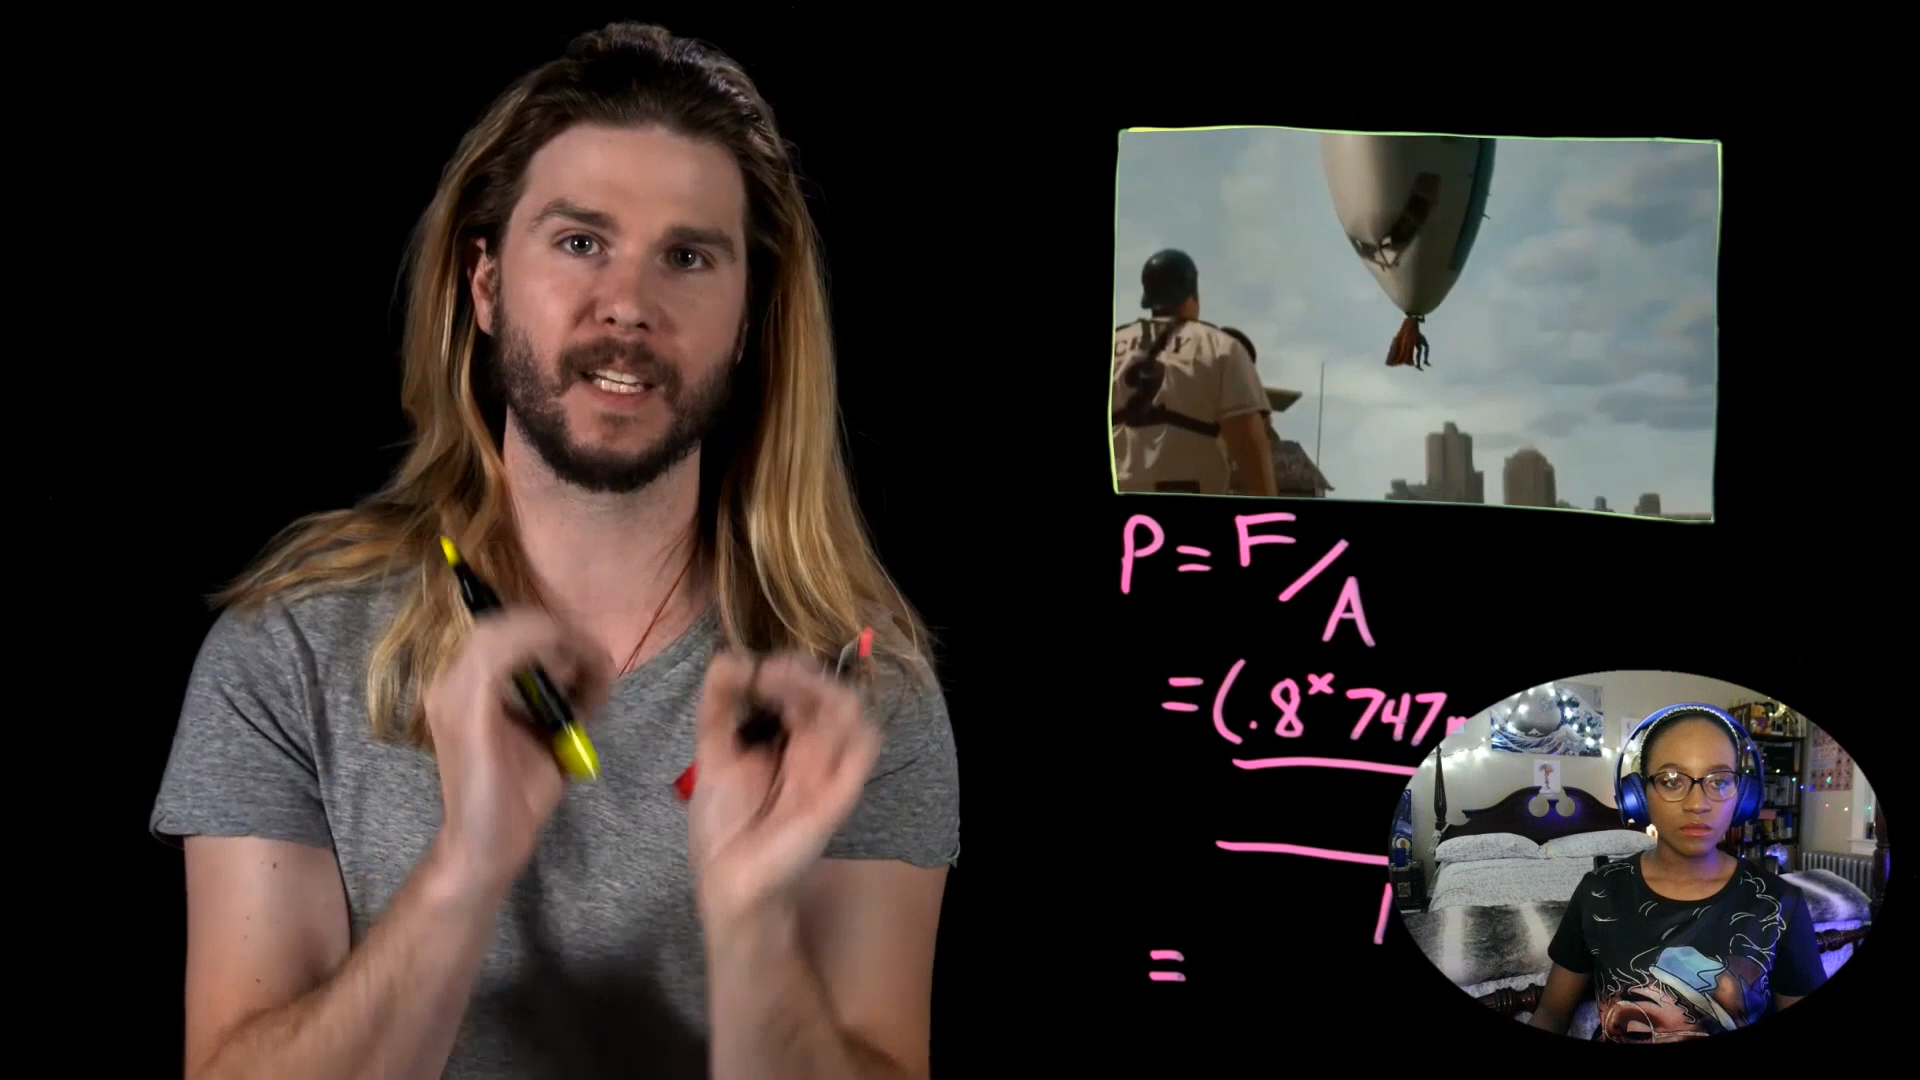 P = F/A
= (.8 x 747
=